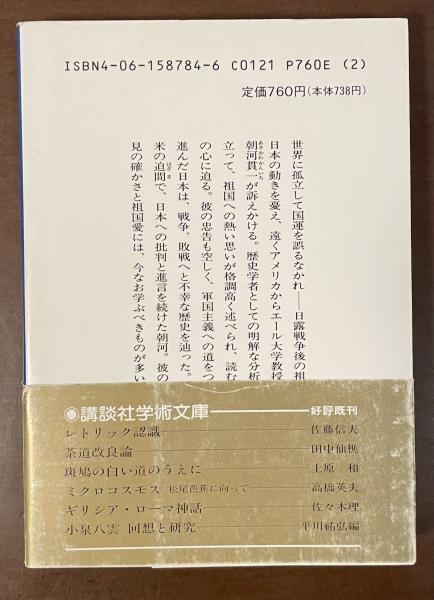 ISBN4-06-158784-6 C0121 P760E (2)
定価760円(本体738円)
世界に孤立して国運を誤るなかれ――日露戦争後の祖
日本の動きを憂え、遠くアメリカからエール大学教授
朝河貫一が訴えかける。歴史学者としての明解な分析
あさかわかんいち
立って、祖国への熱い思いが格調高く述べられ、読む
の心に迫る。彼の忠告も空しく、軍国主義への道をつ
進んだ日本は、戦争、敗戦へと不幸な歴史を辿った。
米の迫間で、日本への批判と進言を続けた朝河。彼の
はざま
見の確かさと祖国愛には、今なお学ぶべきものが多い
●講談社学術文庫 好評既刊
レトリック認識 佐藤信夫
茶道改良論 田中仙樵
斑鳩の白い道のうえに 上原 和
ミクロコスモス 松尾芭蕉に向って 高橋英夫
ギリシア・ローマ神話 佐々木理
小泉八雲 回想と研究 平川祐弘編